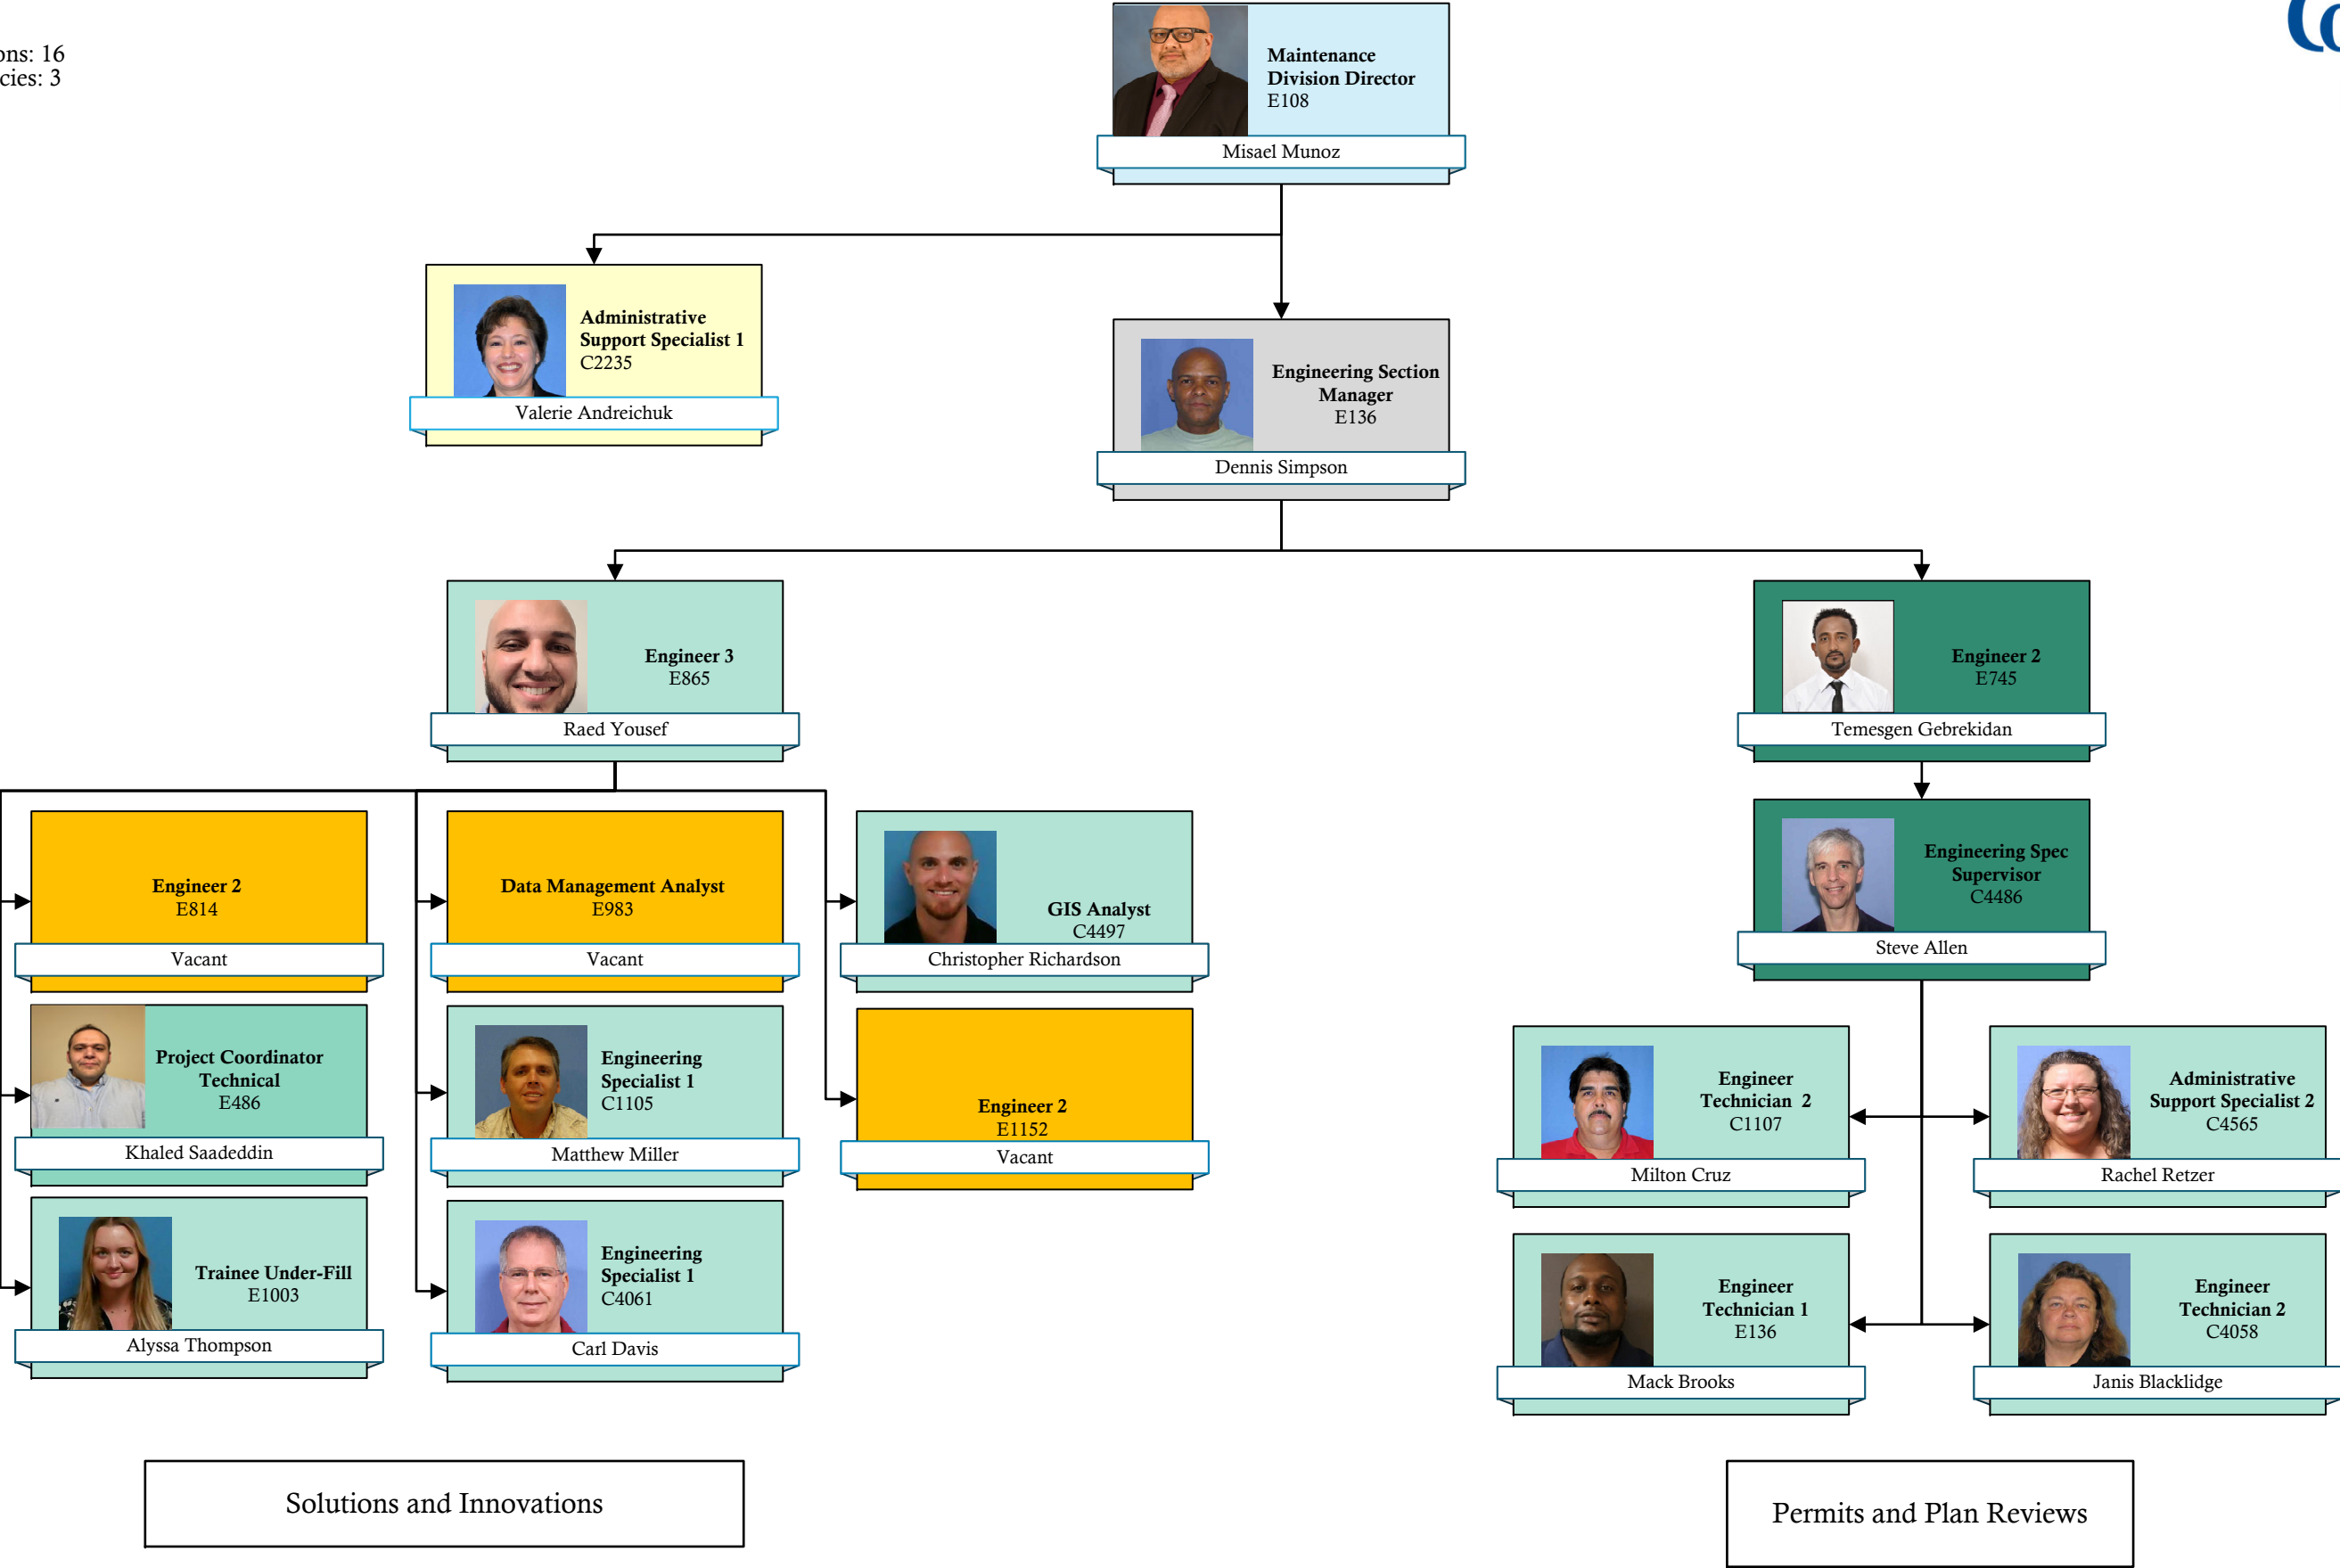 ons: 16
cies: 3
Co
Maintenance
Division Director
E108
Misael Munoz
Administrative
Support Specialist 1
C2235
Valerie Andreichuk
Engineering Section
Manager
E136
Dennis Simpson
Engineer 3
E865
Raed Yousef
Engineer 2
E745
Temesgen Gebrekidan
Engineer 2
E814
Vacant
Data Management Analyst
E983
Vacant
GIS Analyst
C4497
Christopher Richardson
Engineering Spec
Supervisor
C4486
Steve Allen
Project Coordinator
Technical
E486
Khaled Saadeddin
Engineering
Specialist 1
C1105
Matthew Miller
Engineer 2
E1152
Vacant
Engineer
Technician  2
C1107
Milton Cruz
Administrative
Support Specialist 2
C4565
Rachel Retzer
Trainee Under-Fill
E1003
Alyssa Thompson
Engineering
Specialist 1
C4061
Carl Davis
Engineer
Technician 1
E136
Mack Brooks
Engineer
Technician 2
C4058
Janis Blacklidge
Solutions and Innovations
Permits and Plan Reviews